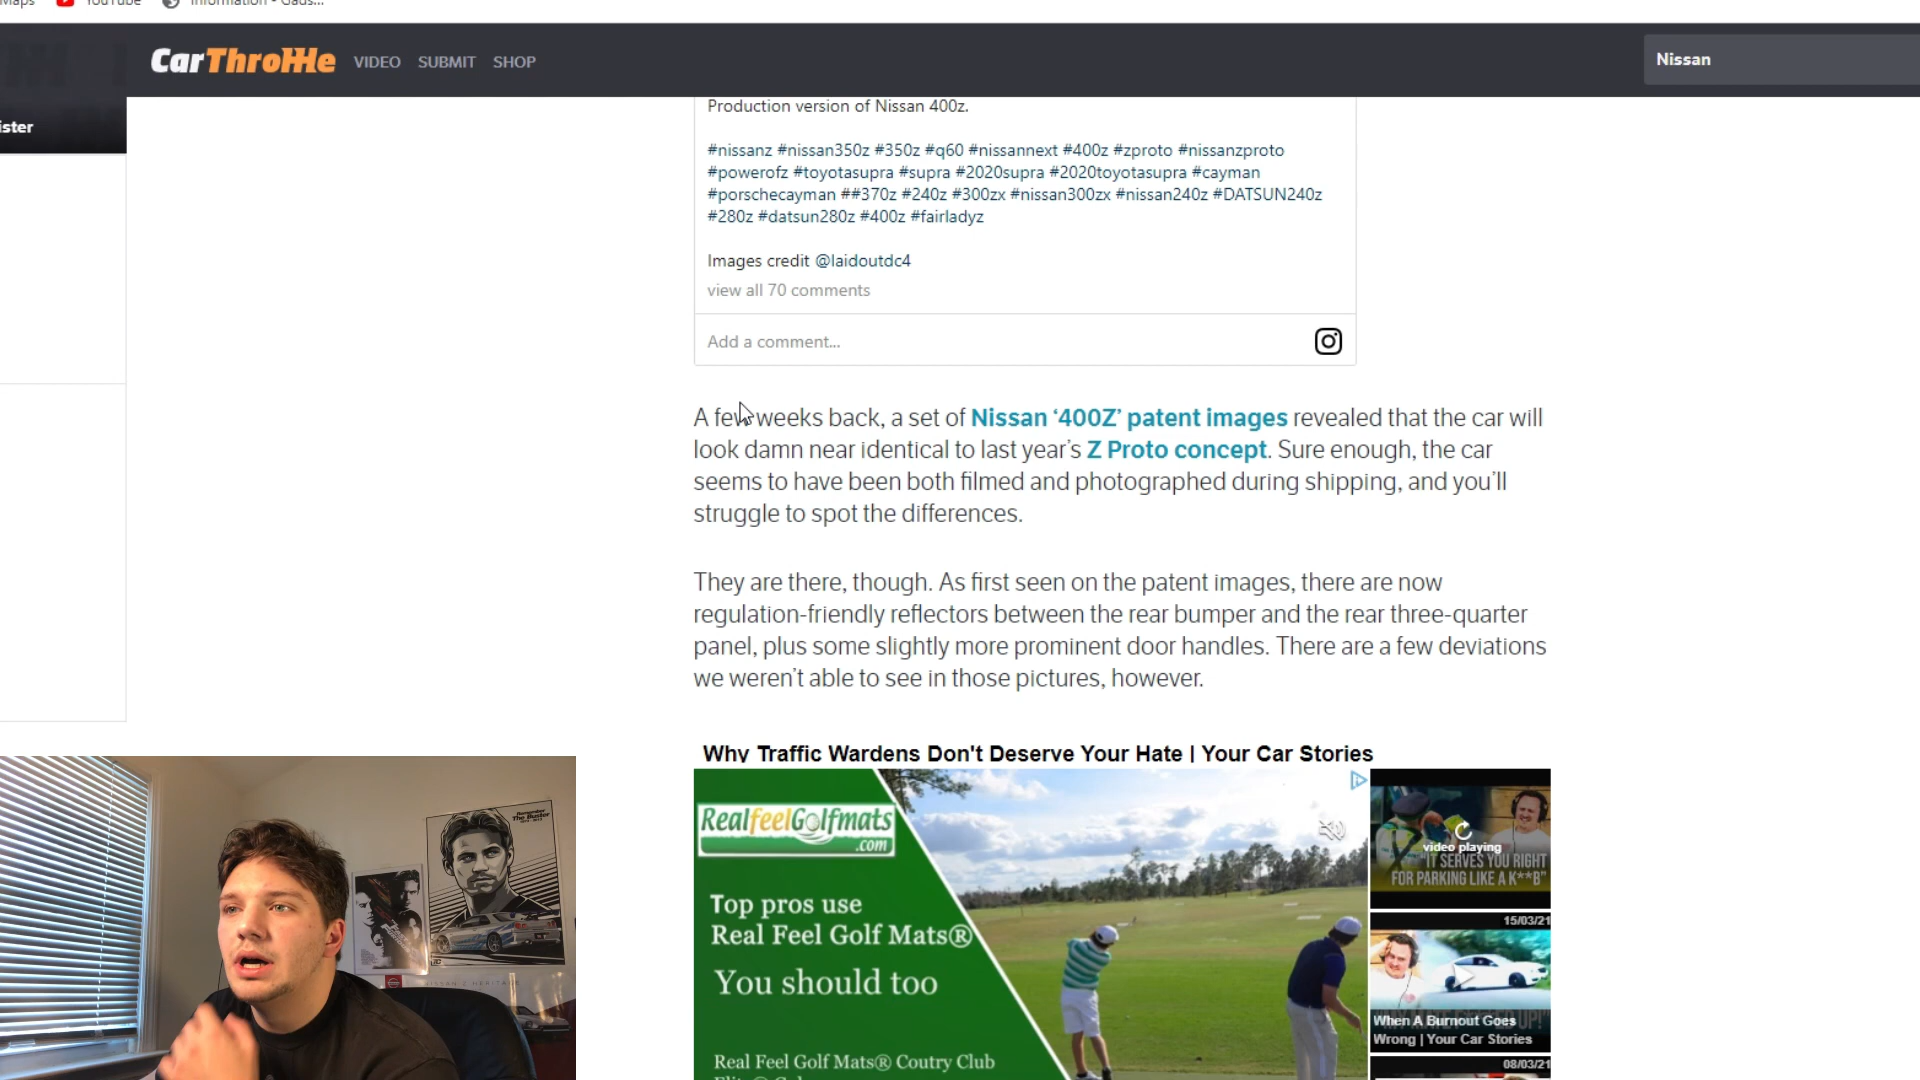 Maps YouTube Information - Gads...
CarThrottle VIDEO SUBMIT SHOP
Nissan
ister
Production version of Nissan 400z.
#nissanz #nissan350z #350z #q60 #nissannext #400z #zproto #nissanzproto
#powerofz #toyotasupra #supra #2020supra #2020toyotasupra #cayman
#porschecayman ##370z #240z #300zx #nissan300zx #nissan240z #DATSUN240z
#280z #datsun280z #400z #fairladyz
Images credit @laidoutdc4
view all 70 comments
Add a comment...
A few weeks back, a set of Nissan ‘400Z’ patent images revealed that the car will
look damn near identical to last year’s Z Proto concept. Sure enough, the car
seems to have been both filmed and photographed during shipping, and you’ll
struggle to spot the differences.
They are there, though. As first seen on the patent images, there are now
regulation-friendly reflectors between the rear bumper and the rear three-quarter
panel, plus some slightly more prominent door handles. There are a few deviations
we weren’t able to see in those pictures, however.
Why Traffic Wardens Don't Deserve Your Hate | Your Car Stories
RealfeelGolfmats
.com
Top pros use
Real Feel Golf Mats®
You should too
Real Feel Golf Mats® Coutry Club
video playing
"IT SERVES YOU RIGHT
FOR PARKING LIKE A K**B"
15/03/21
When A Burnout Goes
Wrong | Your Car Stories
08/03/21
Remember
The Buster